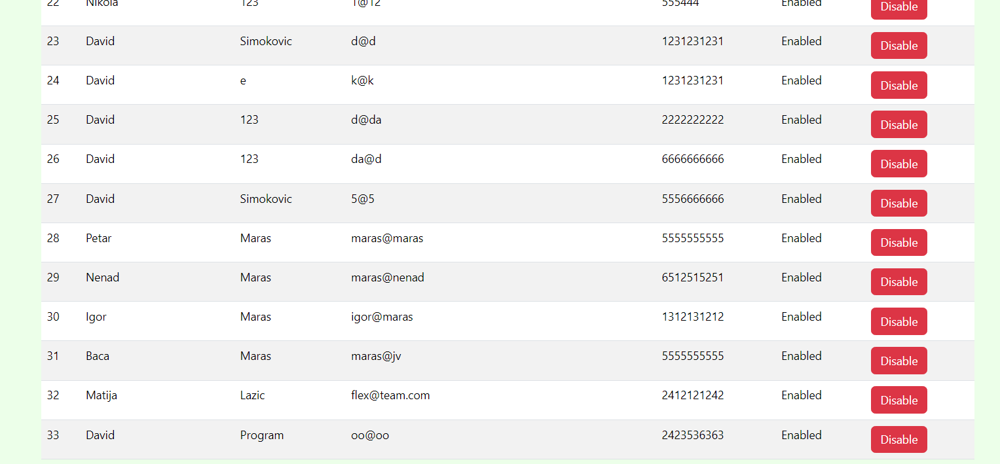 22 Nikola 123 1@12 555444 Enabled Disable
23 David Simokovic d@d 1231231231 Enabled Disable
24 David e k@k 1231231231 Enabled Disable
25 David 123 d@da 2222222222 Enabled Disable
26 David 123 da@d 6666666666 Enabled Disable
27 David Simokovic 5@5 5556666666 Enabled Disable
28 Petar Maras maras@maras 5555555555 Enabled Disable
29 Nenad Maras maras@nenad 6512515251 Enabled Disable
30 Igor Maras igor@maras 1312131212 Enabled Disable
31 Baca Maras maras@jv 5555555555 Enabled Disable
32 Matija Lazic flex@team.com 2412121242 Enabled Disable
33 David Program oo@oo 2423536363 Enabled Disable